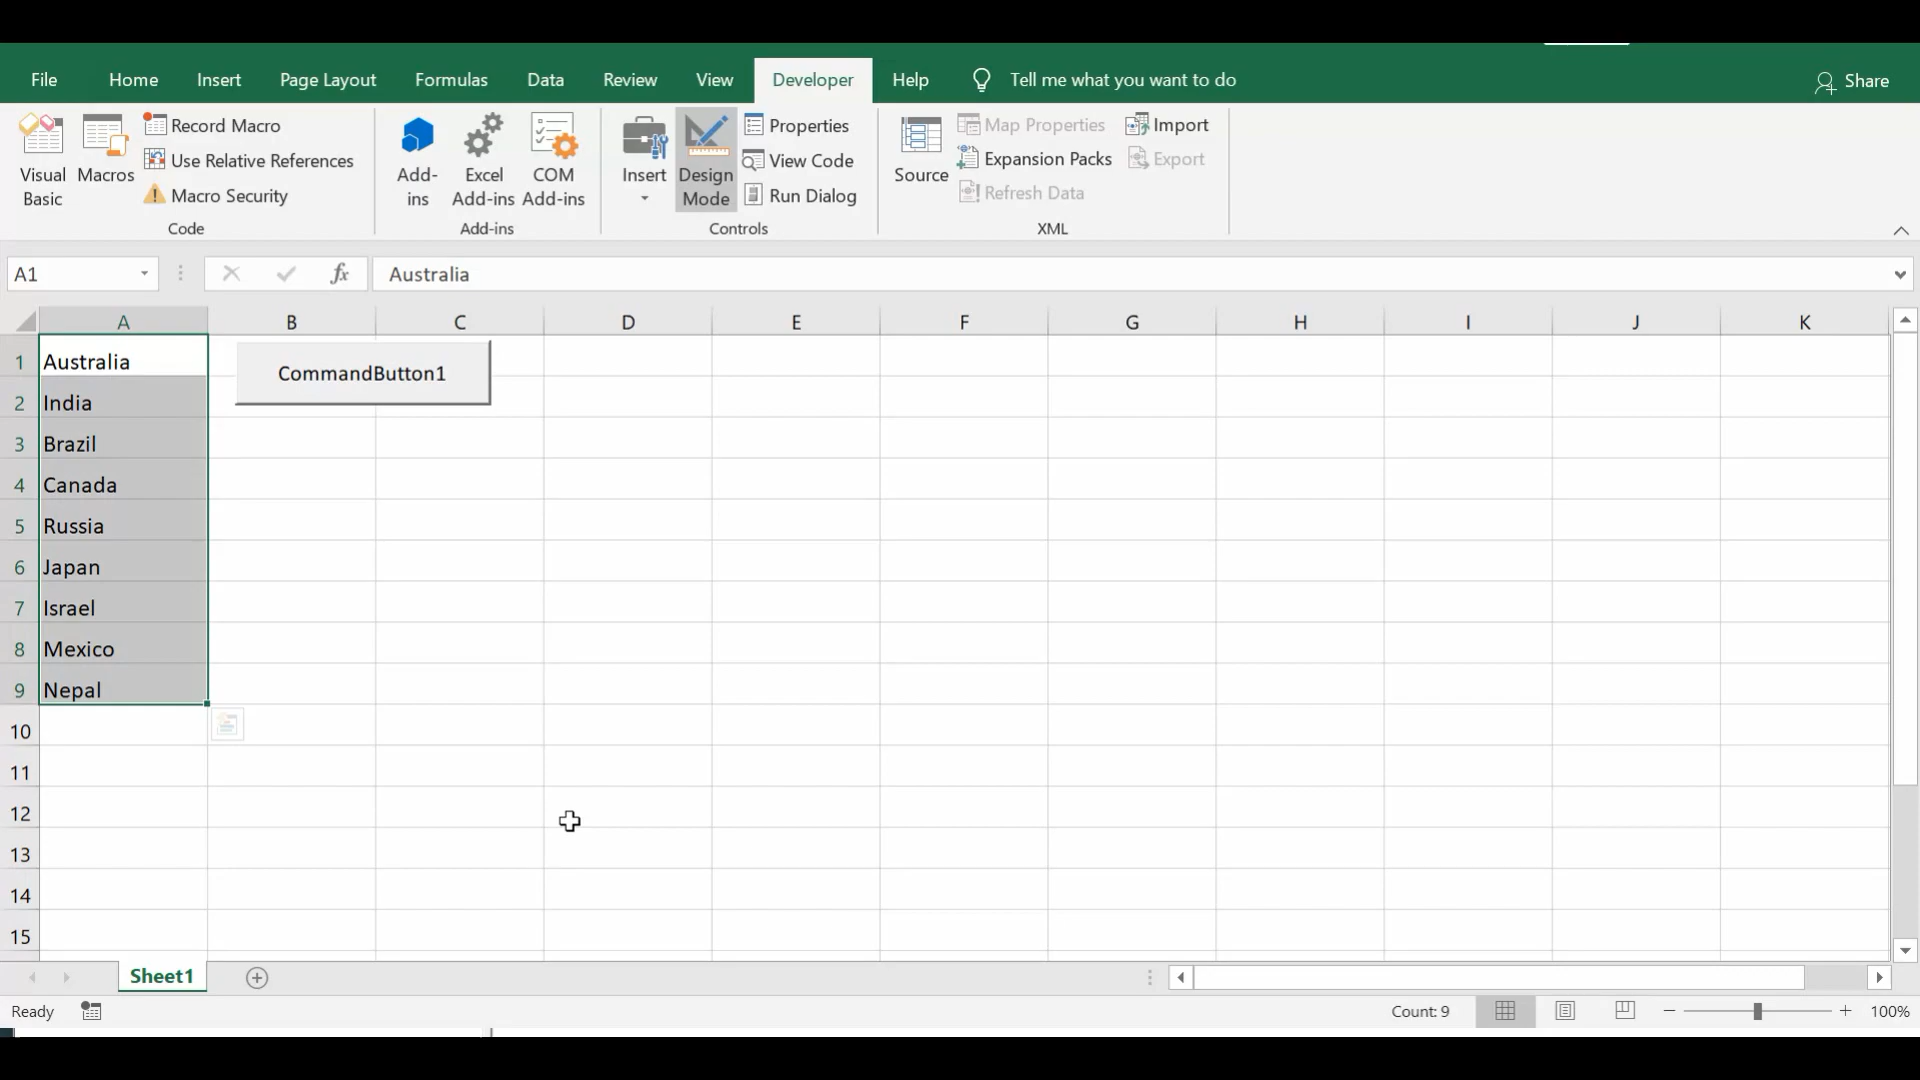 File Home Insert Page Layout Formulas Data Review View Developer Help Tell me what you want to do Share
Visual Basic
Macros
Record Macro
Use Relative References
Macro Security
Code
Add-ins
Excel Add-ins
COM Add-ins
Add-ins
Insert
Design Mode
Properties
View Code
Run Dialog
Controls
Source
Map Properties
Expansion Packs
Refresh Data
Import
Export
XML
A1 fx Australia
A B C D E F G H I J K
1 Australia CommandButton1
2 India
3 Brazil
4 Canada
5 Russia
6 Japan
7 Israel
8 Mexico
9 Nepal
10
11
12
13
14
15
Sheet1
Ready Count: 9 100%